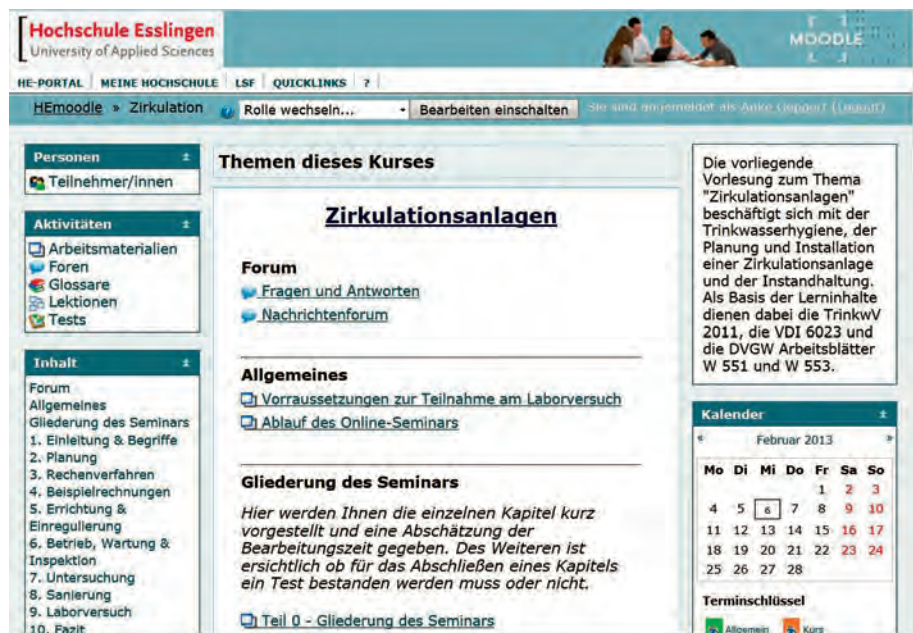 Hochschule Esslingen
University of Applied Sciences
MOODLE
HE-PORTAL MEINE HOCHSCHULE LSF QUICKLINKS ?
HEmoodle » Zirkulation Rolle wechseln... Bearbeiten einschalten Sie sind angemeldet als Anke (Logout)
Personen
Teilnehmer/innen
Aktivitäten
Arbeitsmaterialien
Foren
Glossare
Lektionen
Tests
Inhalt
Forum
Allgemeines
Gliederung des Seminars
1. Einleitung & Begriffe
2. Planung
3. Rechenverfahren
4. Beispielrechnungen
5. Errichtung &
Einregulierung
6. Betrieb, Wartung &
Inspektion
7. Untersuchung
8. Sanierung
9. Laborversuch
10. Fazit
Themen dieses Kurses
Zirkulationsanlagen
Forum
Fragen und Antworten
Nachrichtenforum
Allgemeines
Vorraussetzungen zur Teilnahme am Laborversuch
Ablauf des Online-Seminars
Gliederung des Seminars
Hier werden Ihnen die einzelnen Kapitel kurz
vorgestellt und eine Abschätzung der
Bearbeitungszeit gegeben. Des Weiteren ist
ersichtlich ob für das Abschließen eines Kapitels
ein Test bestanden werden muss oder nicht.
Teil 0 - Gliederung des Seminars
Die vorliegende
Vorlesung zum Thema
"Zirkulationsanlagen"
beschäftigt sich mit der
Trinkwasserhygiene, der
Planung und Installation
einer Zirkulationsanlage
und der Instandhaltung.
Als Basis der Lerninhalte
dienen dabei die TrinkwV
2011, die VDI 6023 und
die DVGW Arbeitsblätter
W 551 und W 553.
Kalender
« Februar 2013 »
Mo Di Mi Do Fr Sa So
1 2 3
4 5 6 7 8 9 10
11 12 13 14 15 16 17
18 19 20 21 22 23 24
25 26 27 28
Terminschlüssel
Allgemein Kurs